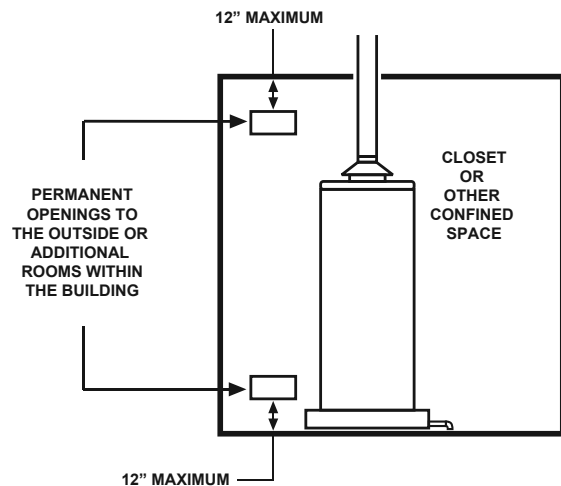 12” MAXIMUM
PERMANENT
OPENINGS TO
THE OUTSIDE OR
ADDITIONAL
ROOMS WITHIN
THE BUILDING
CLOSET
OR
OTHER
CONFINED
SPACE
12” MAXIMUM